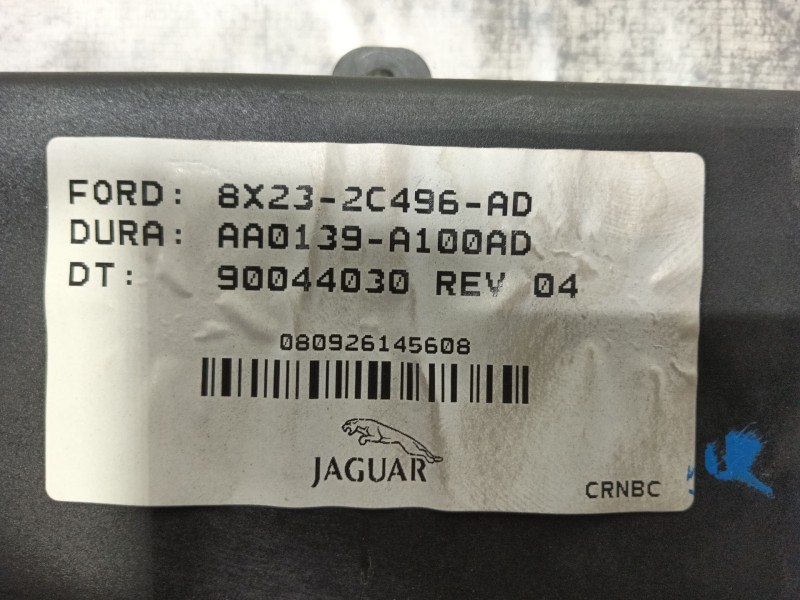 FORD: 8X23-2C496-AD
DURA: AA0139-A100AD
DT: 90044030 REV 04
080926145608
JAGUAR
CRNBC